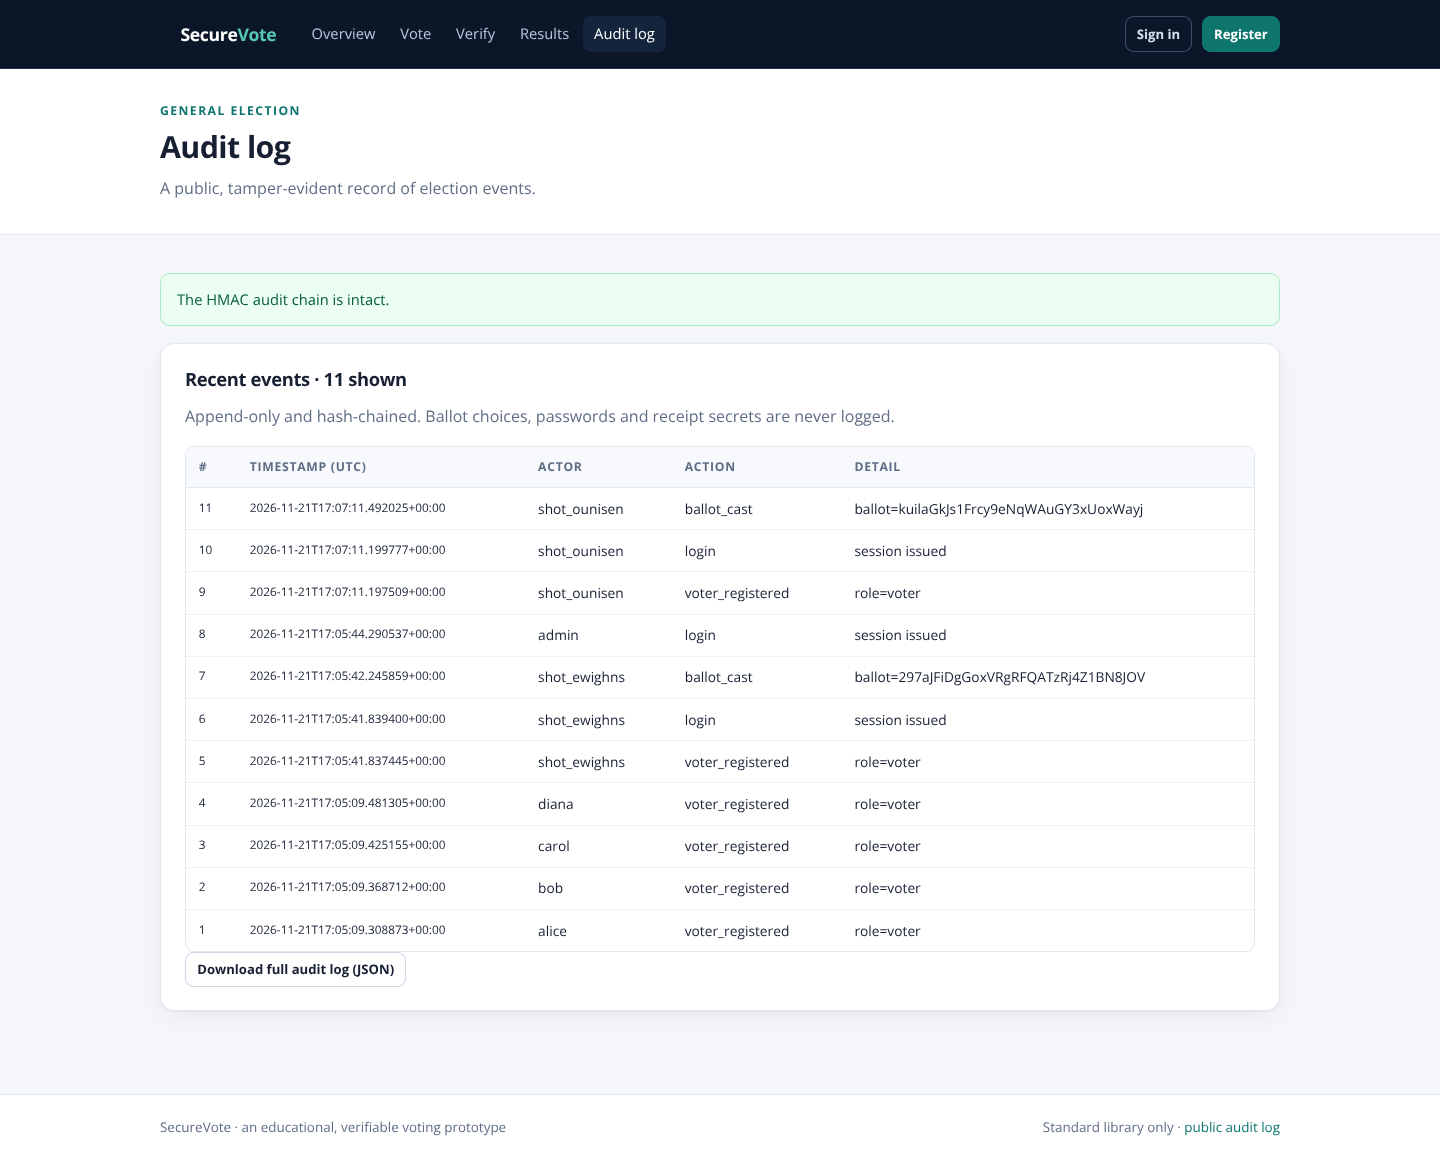 SecureVote Overview Vote Verify Results Audit log Sign in Register
GENERAL ELECTION
Audit log
A public, tamper-evident record of election events.
The HMAC audit chain is intact.
Recent events · 11 shown
Append-only and hash-chained. Ballot choices, passwords and receipt secrets are never logged.
# TIMESTAMP (UTC) ACTOR ACTION DETAIL
11 2026-11-21T17:07:11.492025+00:00 shot_ounisen ballot_cast ballot=kuilaGkJs1Frcy9eNqWAuGY3xUoxWayj
10 2026-11-21T17:07:11.199777+00:00 shot_ounisen login session issued
9 2026-11-21T17:07:11.197509+00:00 shot_ounisen voter_registered role=voter
8 2026-11-21T17:05:44.290537+00:00 admin login session issued
7 2026-11-21T17:05:42.245859+00:00 shot_ewighns ballot_cast ballot=297aJFiDgGoxVRgRFQATzRj4Z1BN8JOV
6 2026-11-21T17:05:41.839400+00:00 shot_ewighns login session issued
5 2026-11-21T17:05:41.837445+00:00 shot_ewighns voter_registered role=voter
4 2026-11-21T17:05:09.481305+00:00 diana voter_registered role=voter
3 2026-11-21T17:05:09.425155+00:00 carol voter_registered role=voter
2 2026-11-21T17:05:09.368712+00:00 bob voter_registered role=voter
1 2026-11-21T17:05:09.308873+00:00 alice voter_registered role=voter
Download full audit log (JSON)
SecureVote · an educational, verifiable voting prototype Standard library only · public audit log